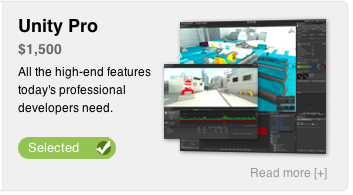 Unity Pro
$1,500
All the high-end features
today's professional
developers need.
Selected
Read more [+]